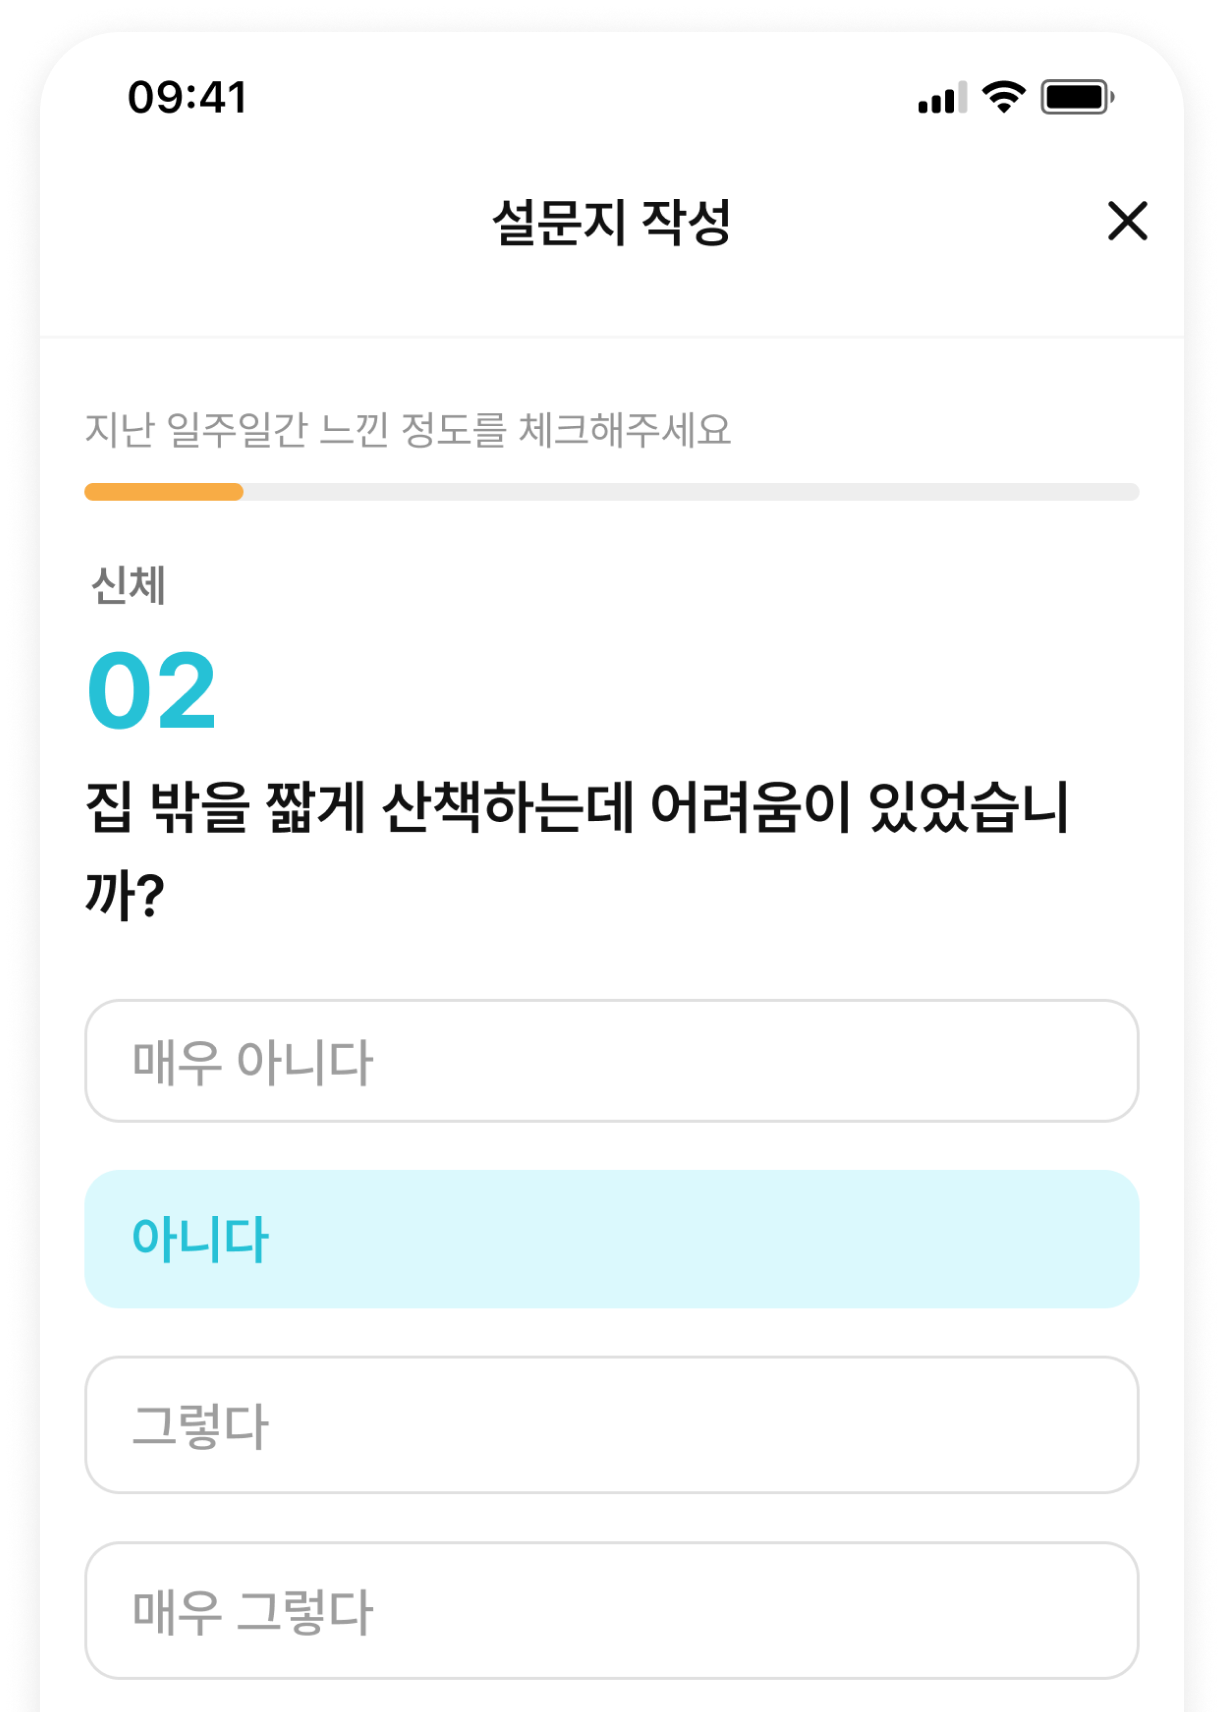 09:41
설문지 작성
지난 일주일간 느낀 정도를 체크해주세요
신체
02
집 밖을 짧게 산책하는데 어려움이 있었습니
까?
매우 아니다
아니다
그렇다
매우 그렇다